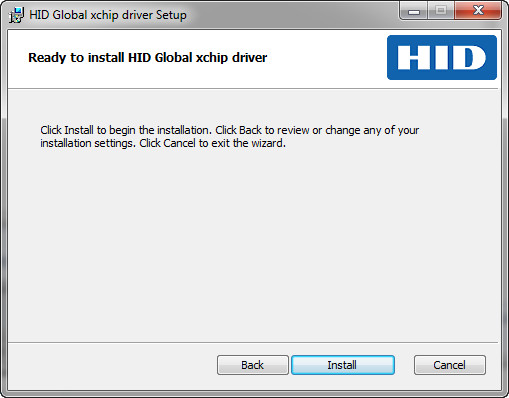 HID Global xchip driver Setup
Ready to install HID Global xchip driver
HID
Click Install to begin the installation. Click Back to review or change any of your
installation settings. Click Cancel to exit the wizard.
Back
Install
Cancel